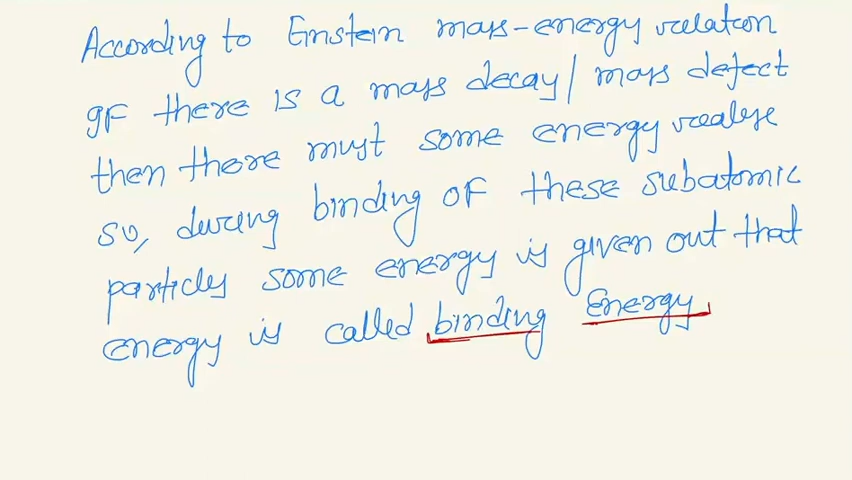 According to Einstein mass-energy relation
If there is a mass decay/ mass defect
then there must some energy realese
so, during binding of these subatomic
particles some energy is given out that
energy is called binding Energy